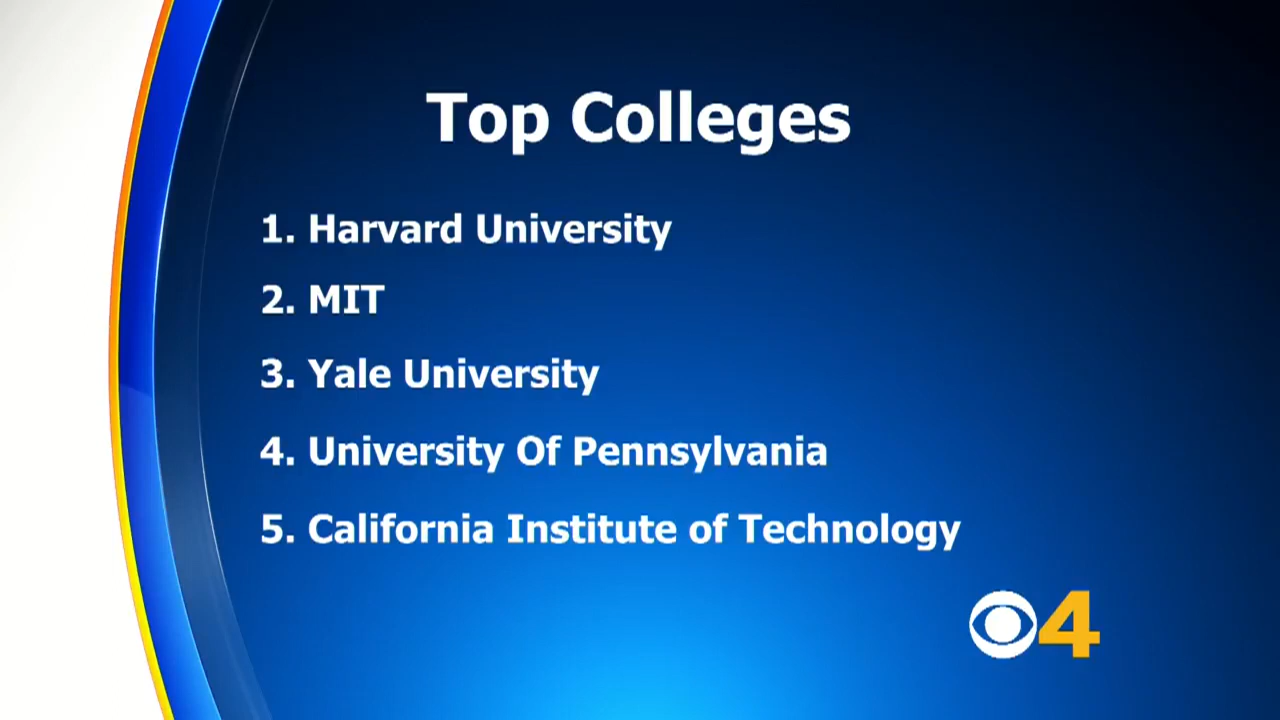 Top Colleges
1. Harvard University
2. MIT
3. Yale University
4. University Of Pennsylvania
5. California Institute of Technology
4